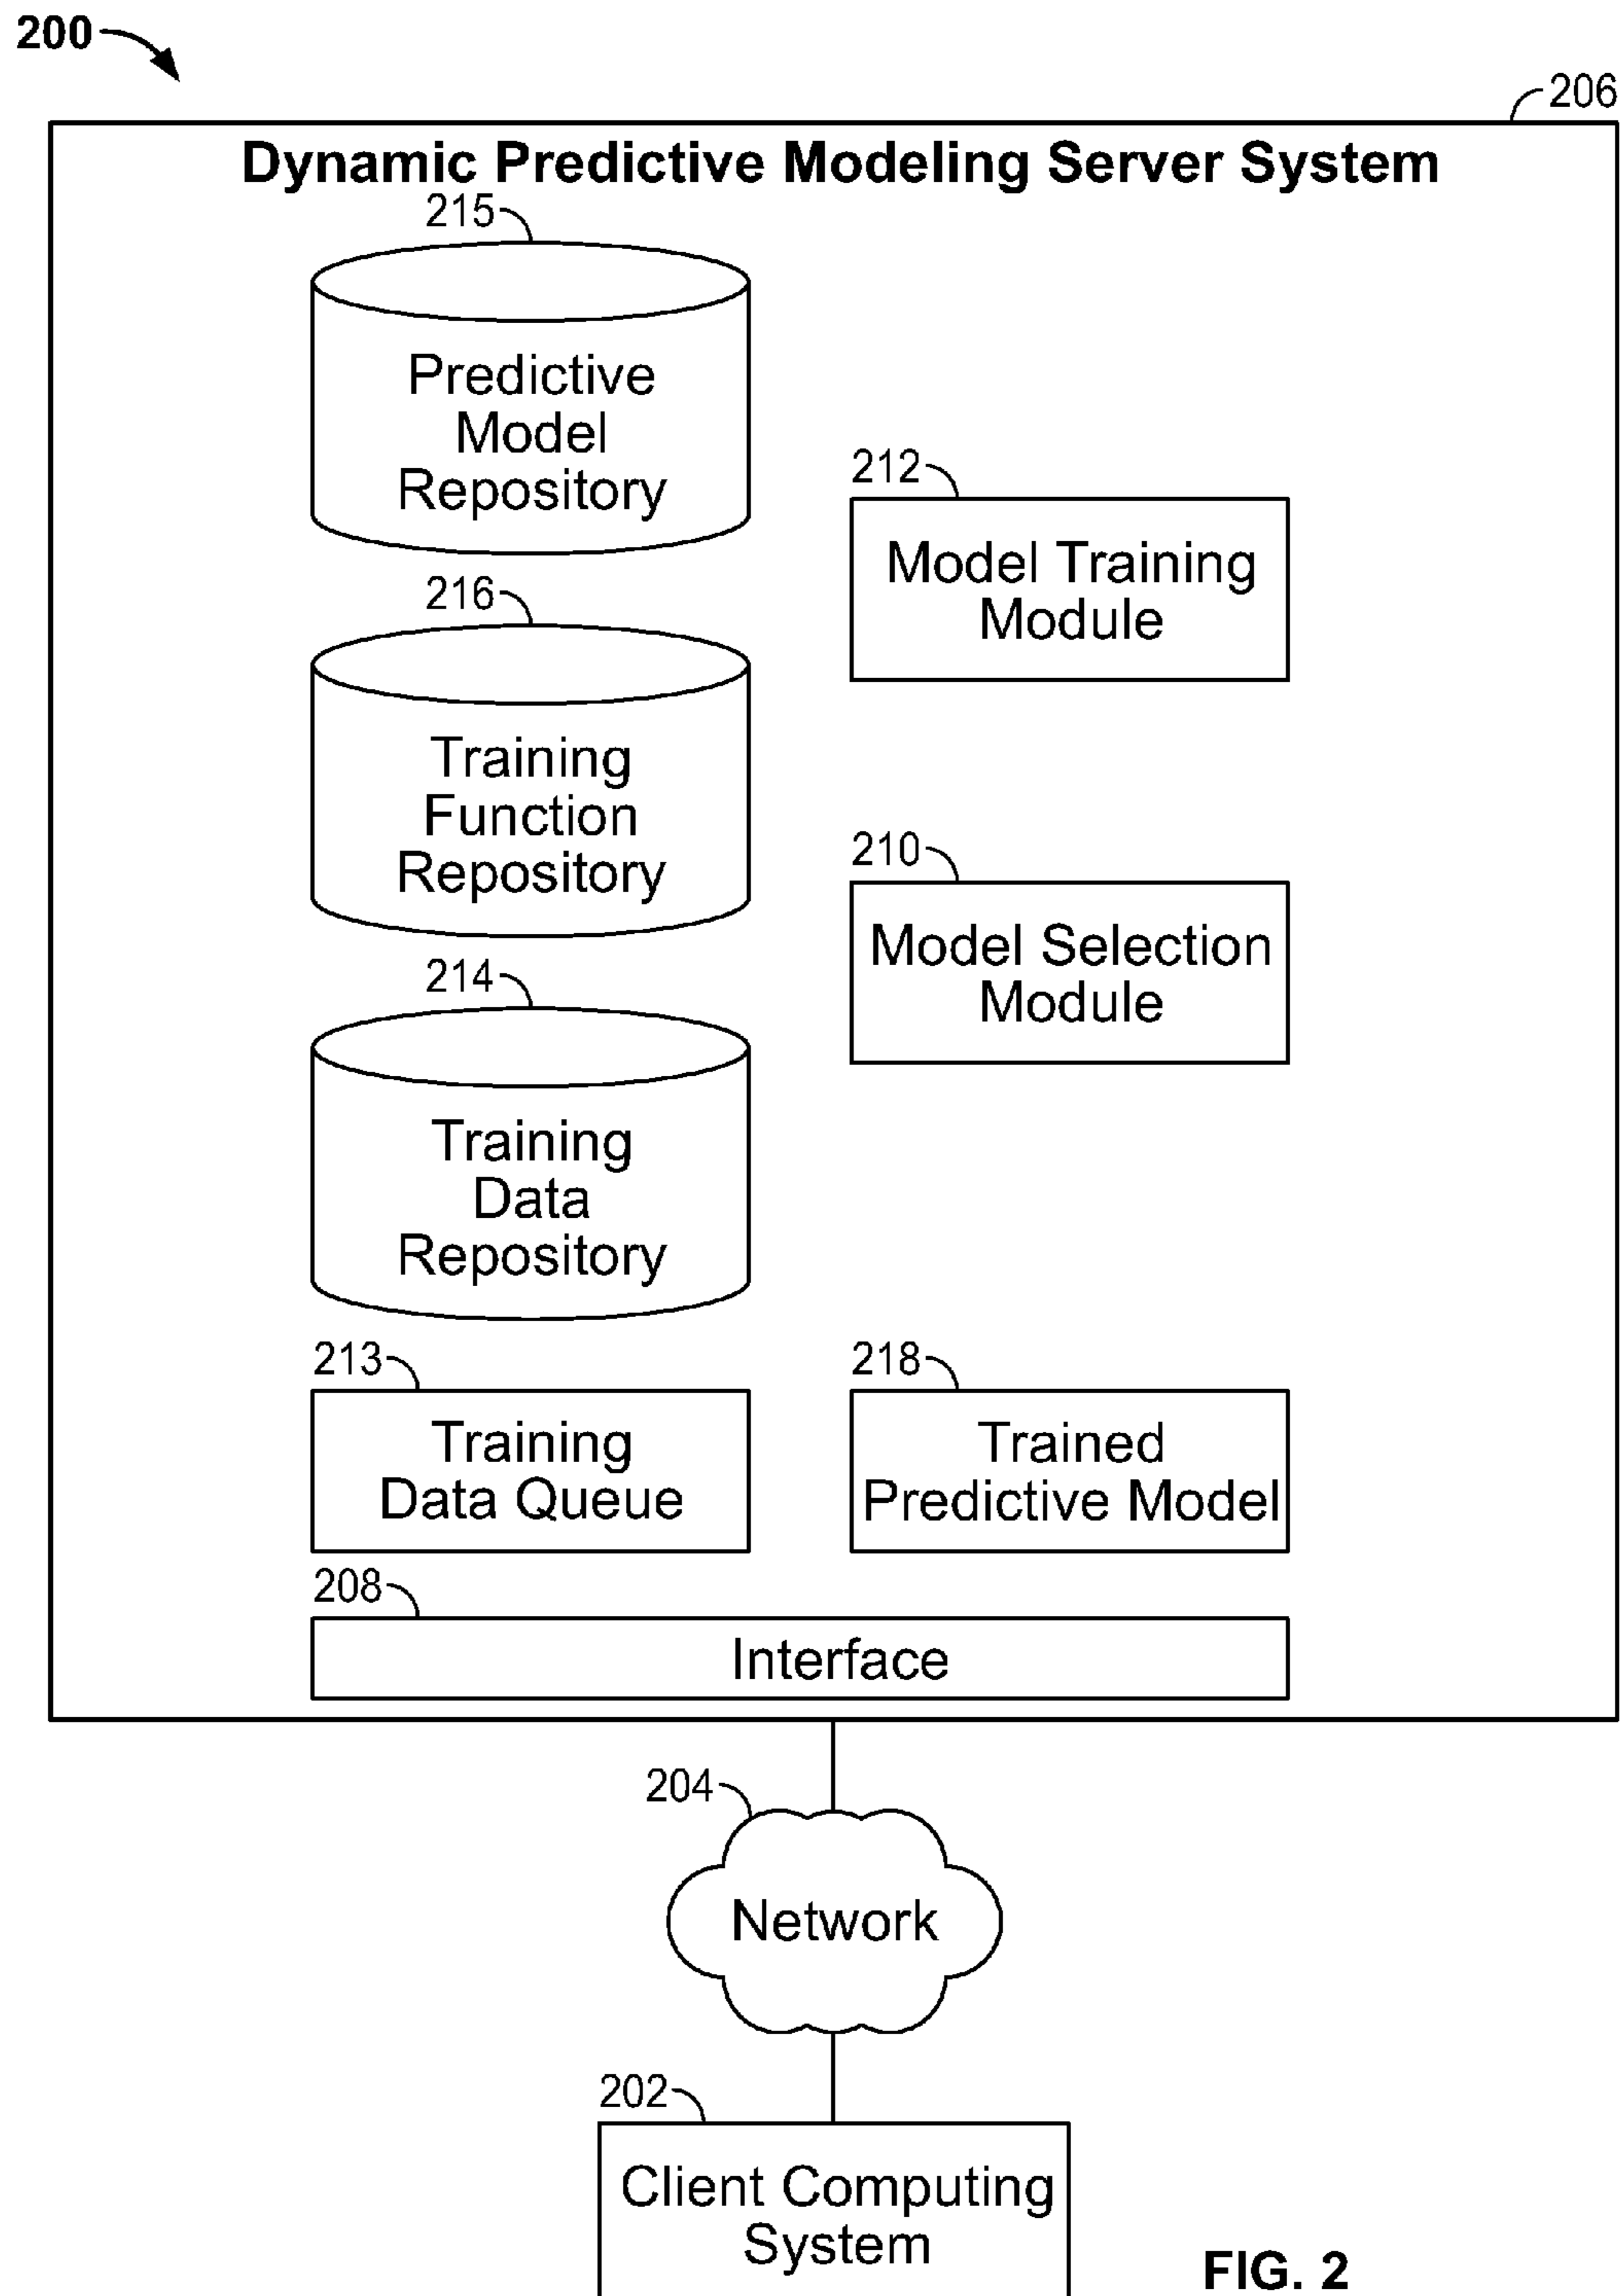 200
206
Dynamic Predictive Modeling Server System
215
Predictive
Model
Repository
212
Model Training
Module
216
Training
Function
Repository
210
Model Selection
Module
214
Training
Data
Repository
213
Training
Data Queue
218
Trained
Predictive Model
208
Interface
204
Network
202
Client Computing
System
FIG. 2